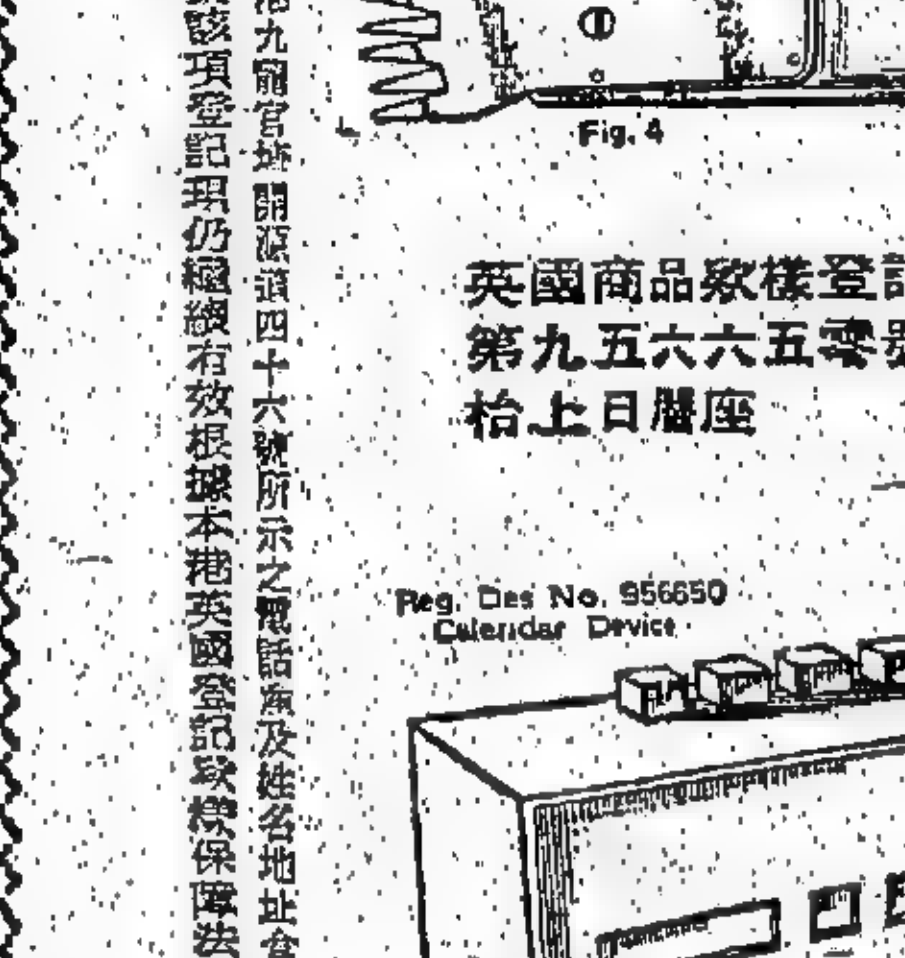 Fig. 4
英國商品欵樣登記
第九五六六五零號
枱上日曆座
Reg. Des No. 956650
Calendar Device
九龍官塘開源道四十六號所示之電話座及姓名地址
該項登記現仍繼續有效根據本港英國登記欵樣保障法